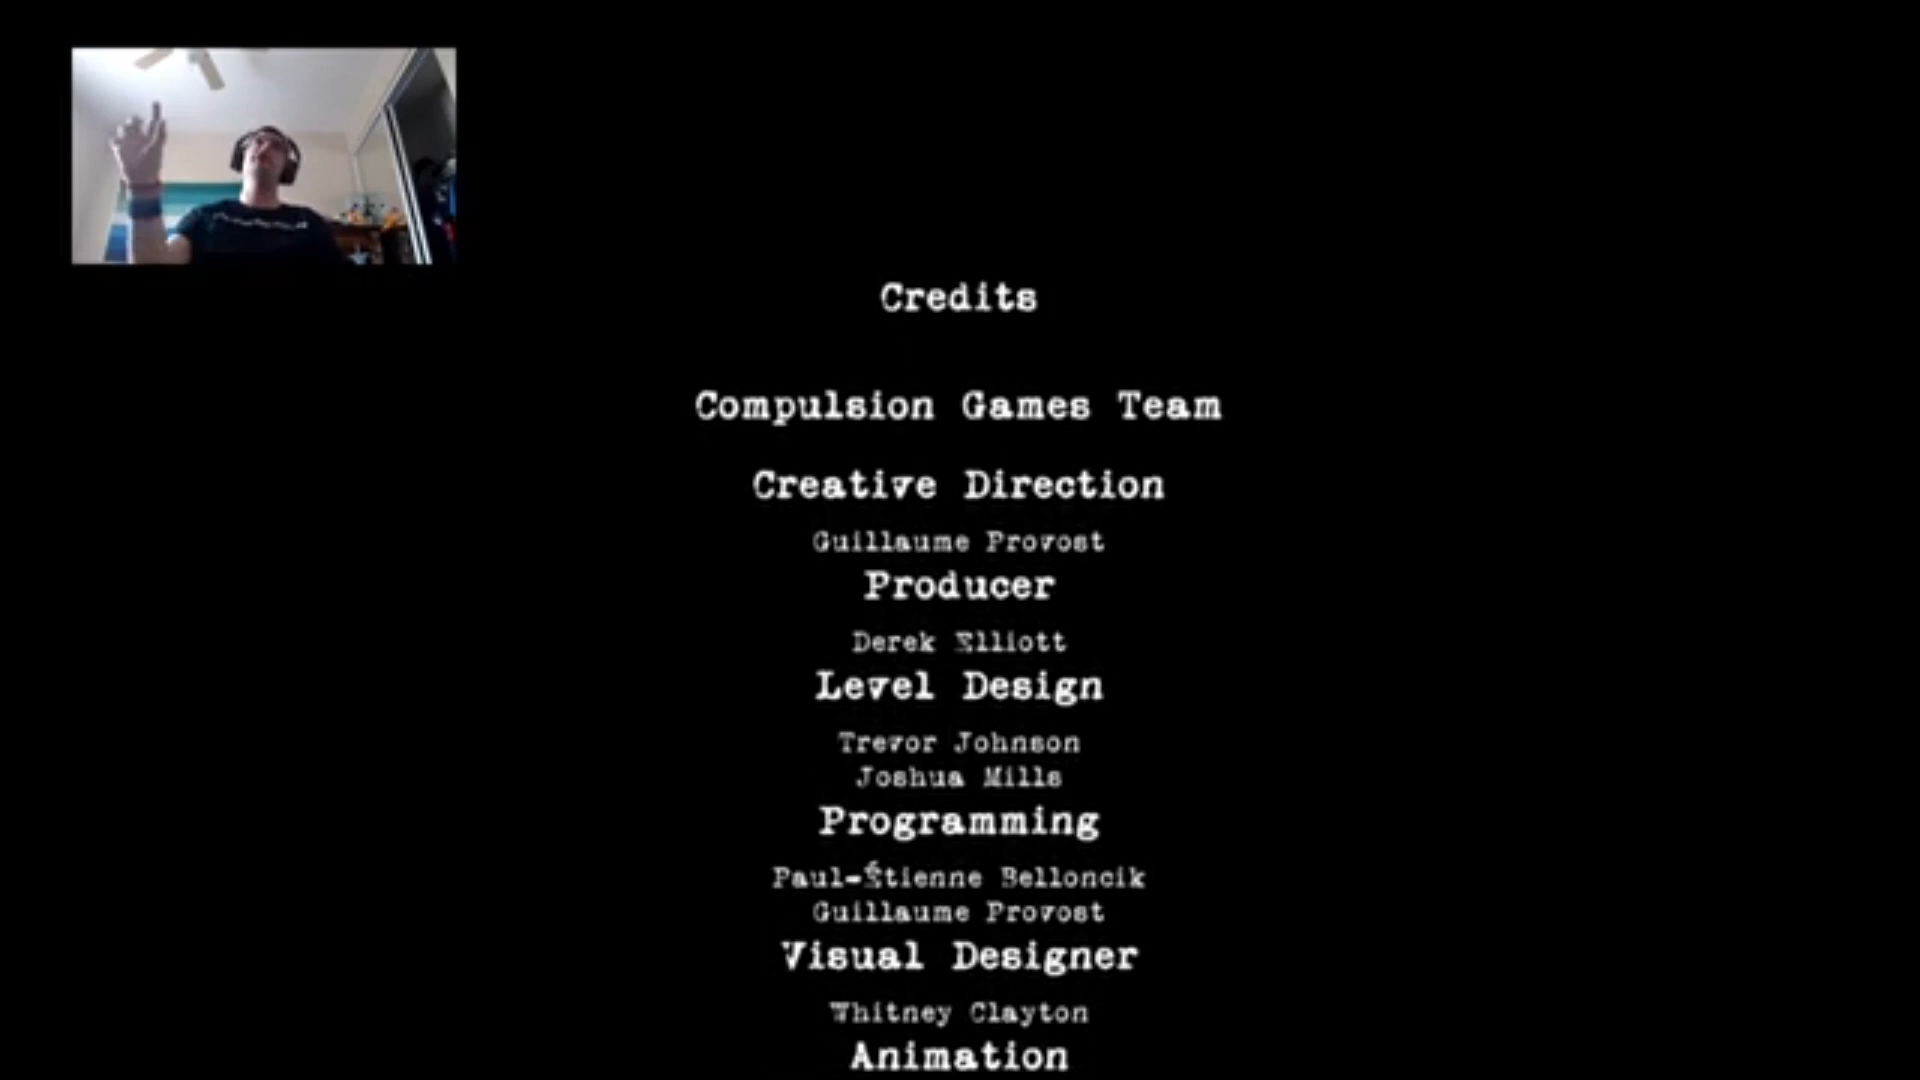 Credits
Compulsion Games Team
Creative Direction
Guillaume Provost
Producer
Derek Elliott
Level Design
Trevor Johnson
Joshua Mills
Programming
Paul-Étienne Belloncik
Guillaume Provost
Visual Designer
Whitney Clayton
Animation